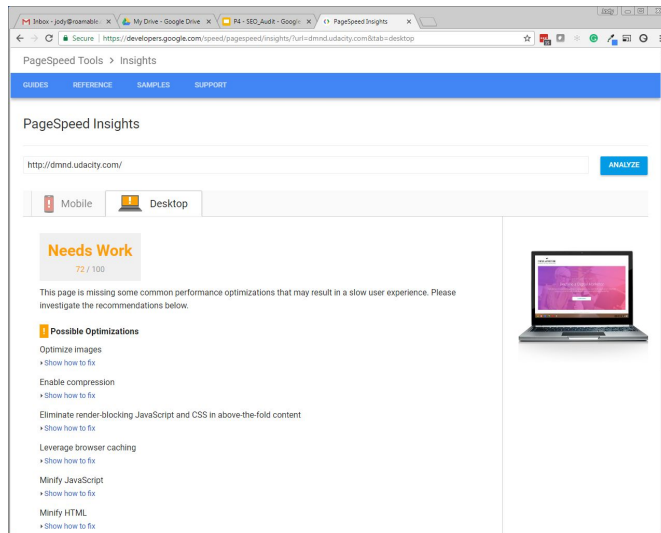 Inbox - jody@roamable
My Drive - Google Drive
P4 - SEO_Audit - Google
PageSpeed Insights
Secure
https://developers.google.com/speed/pagespeed/insights/?url=dmnd.udacity.com&tab=desktop
PageSpeed Tools > Insights
GUIDES REFERENCE SAMPLES SUPPORT
PageSpeed Insights
http://dmnd.udacity.com/
ANALYZE
Mobile
Desktop
Needs Work
72 / 100
This page is missing some common performance optimizations that may result in a slow user experience. Please
investigate the recommendations below.
! Possible Optimizations
Optimize images
Show how to fix
Enable compression
Show how to fix
Eliminate render-blocking JavaScript and CSS in above-the-fold content
Show how to fix
Leverage browser caching
Show how to fix
Minify JavaScript
Show how to fix
Minify HTML
Show how to fix